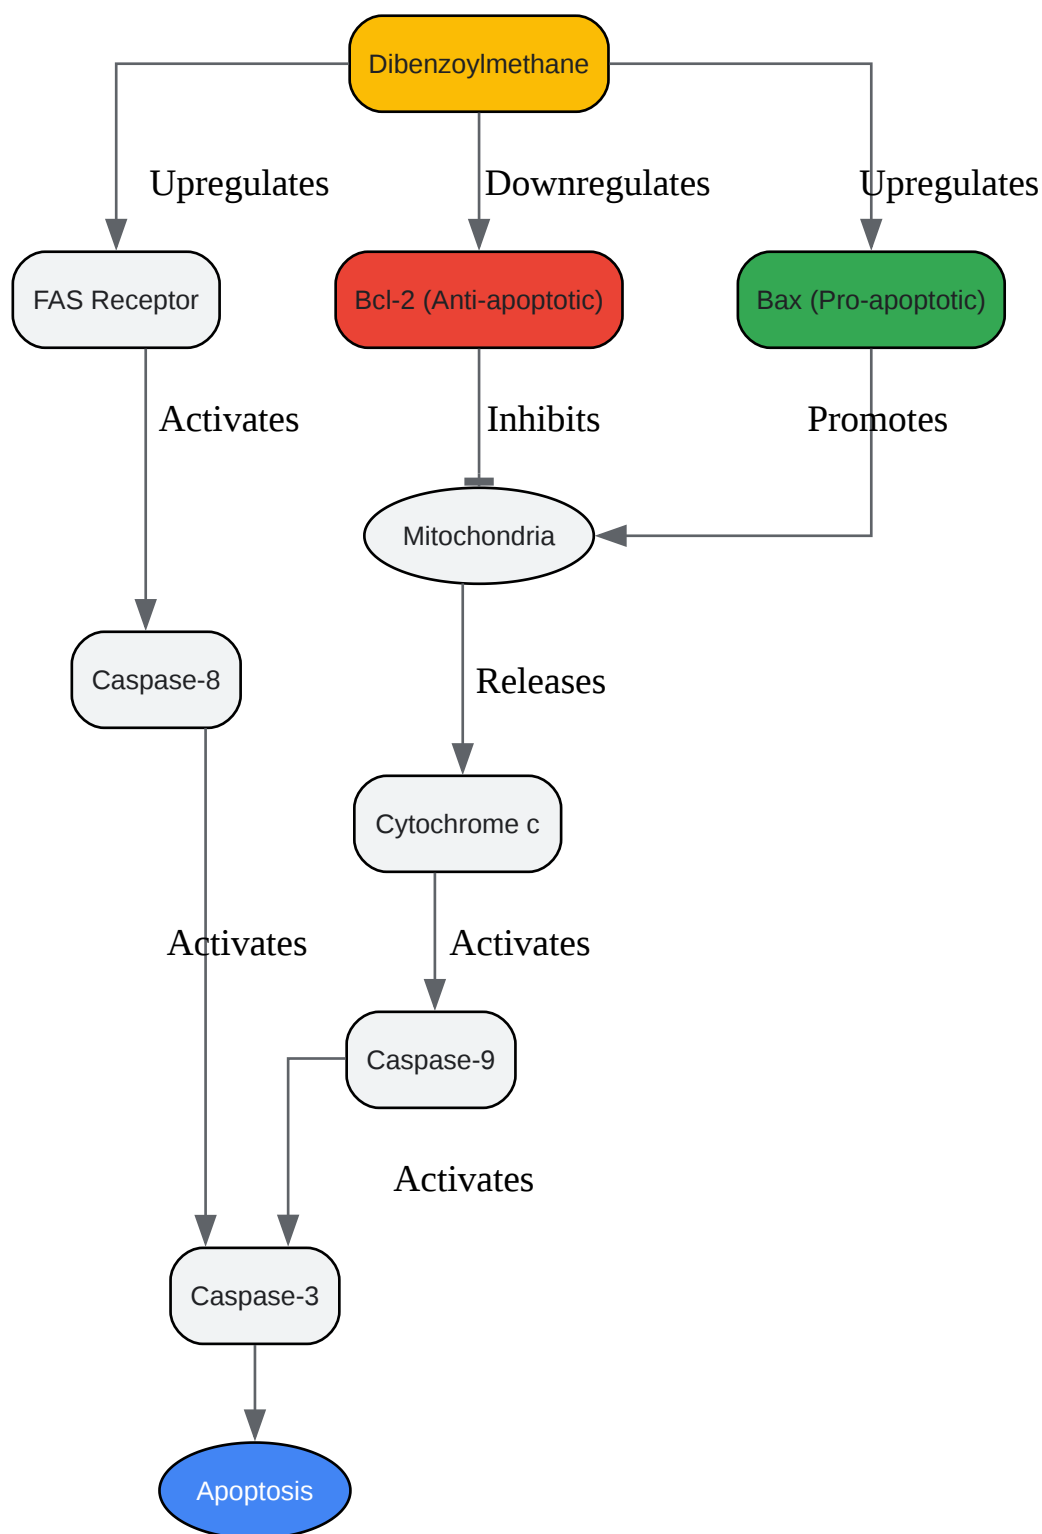 Dibenzoylmethane
Upregulates
Downregulates
Upregulates
FAS Receptor
Bcl-2 (Anti-apoptotic)
Bax (Pro-apoptotic)
Activates
Inhibits
Promotes
Mitochondria
Caspase-8
Releases
Cytochrome c
Activates
Activates
Caspase-9
Activates
Caspase-3
Apoptosis